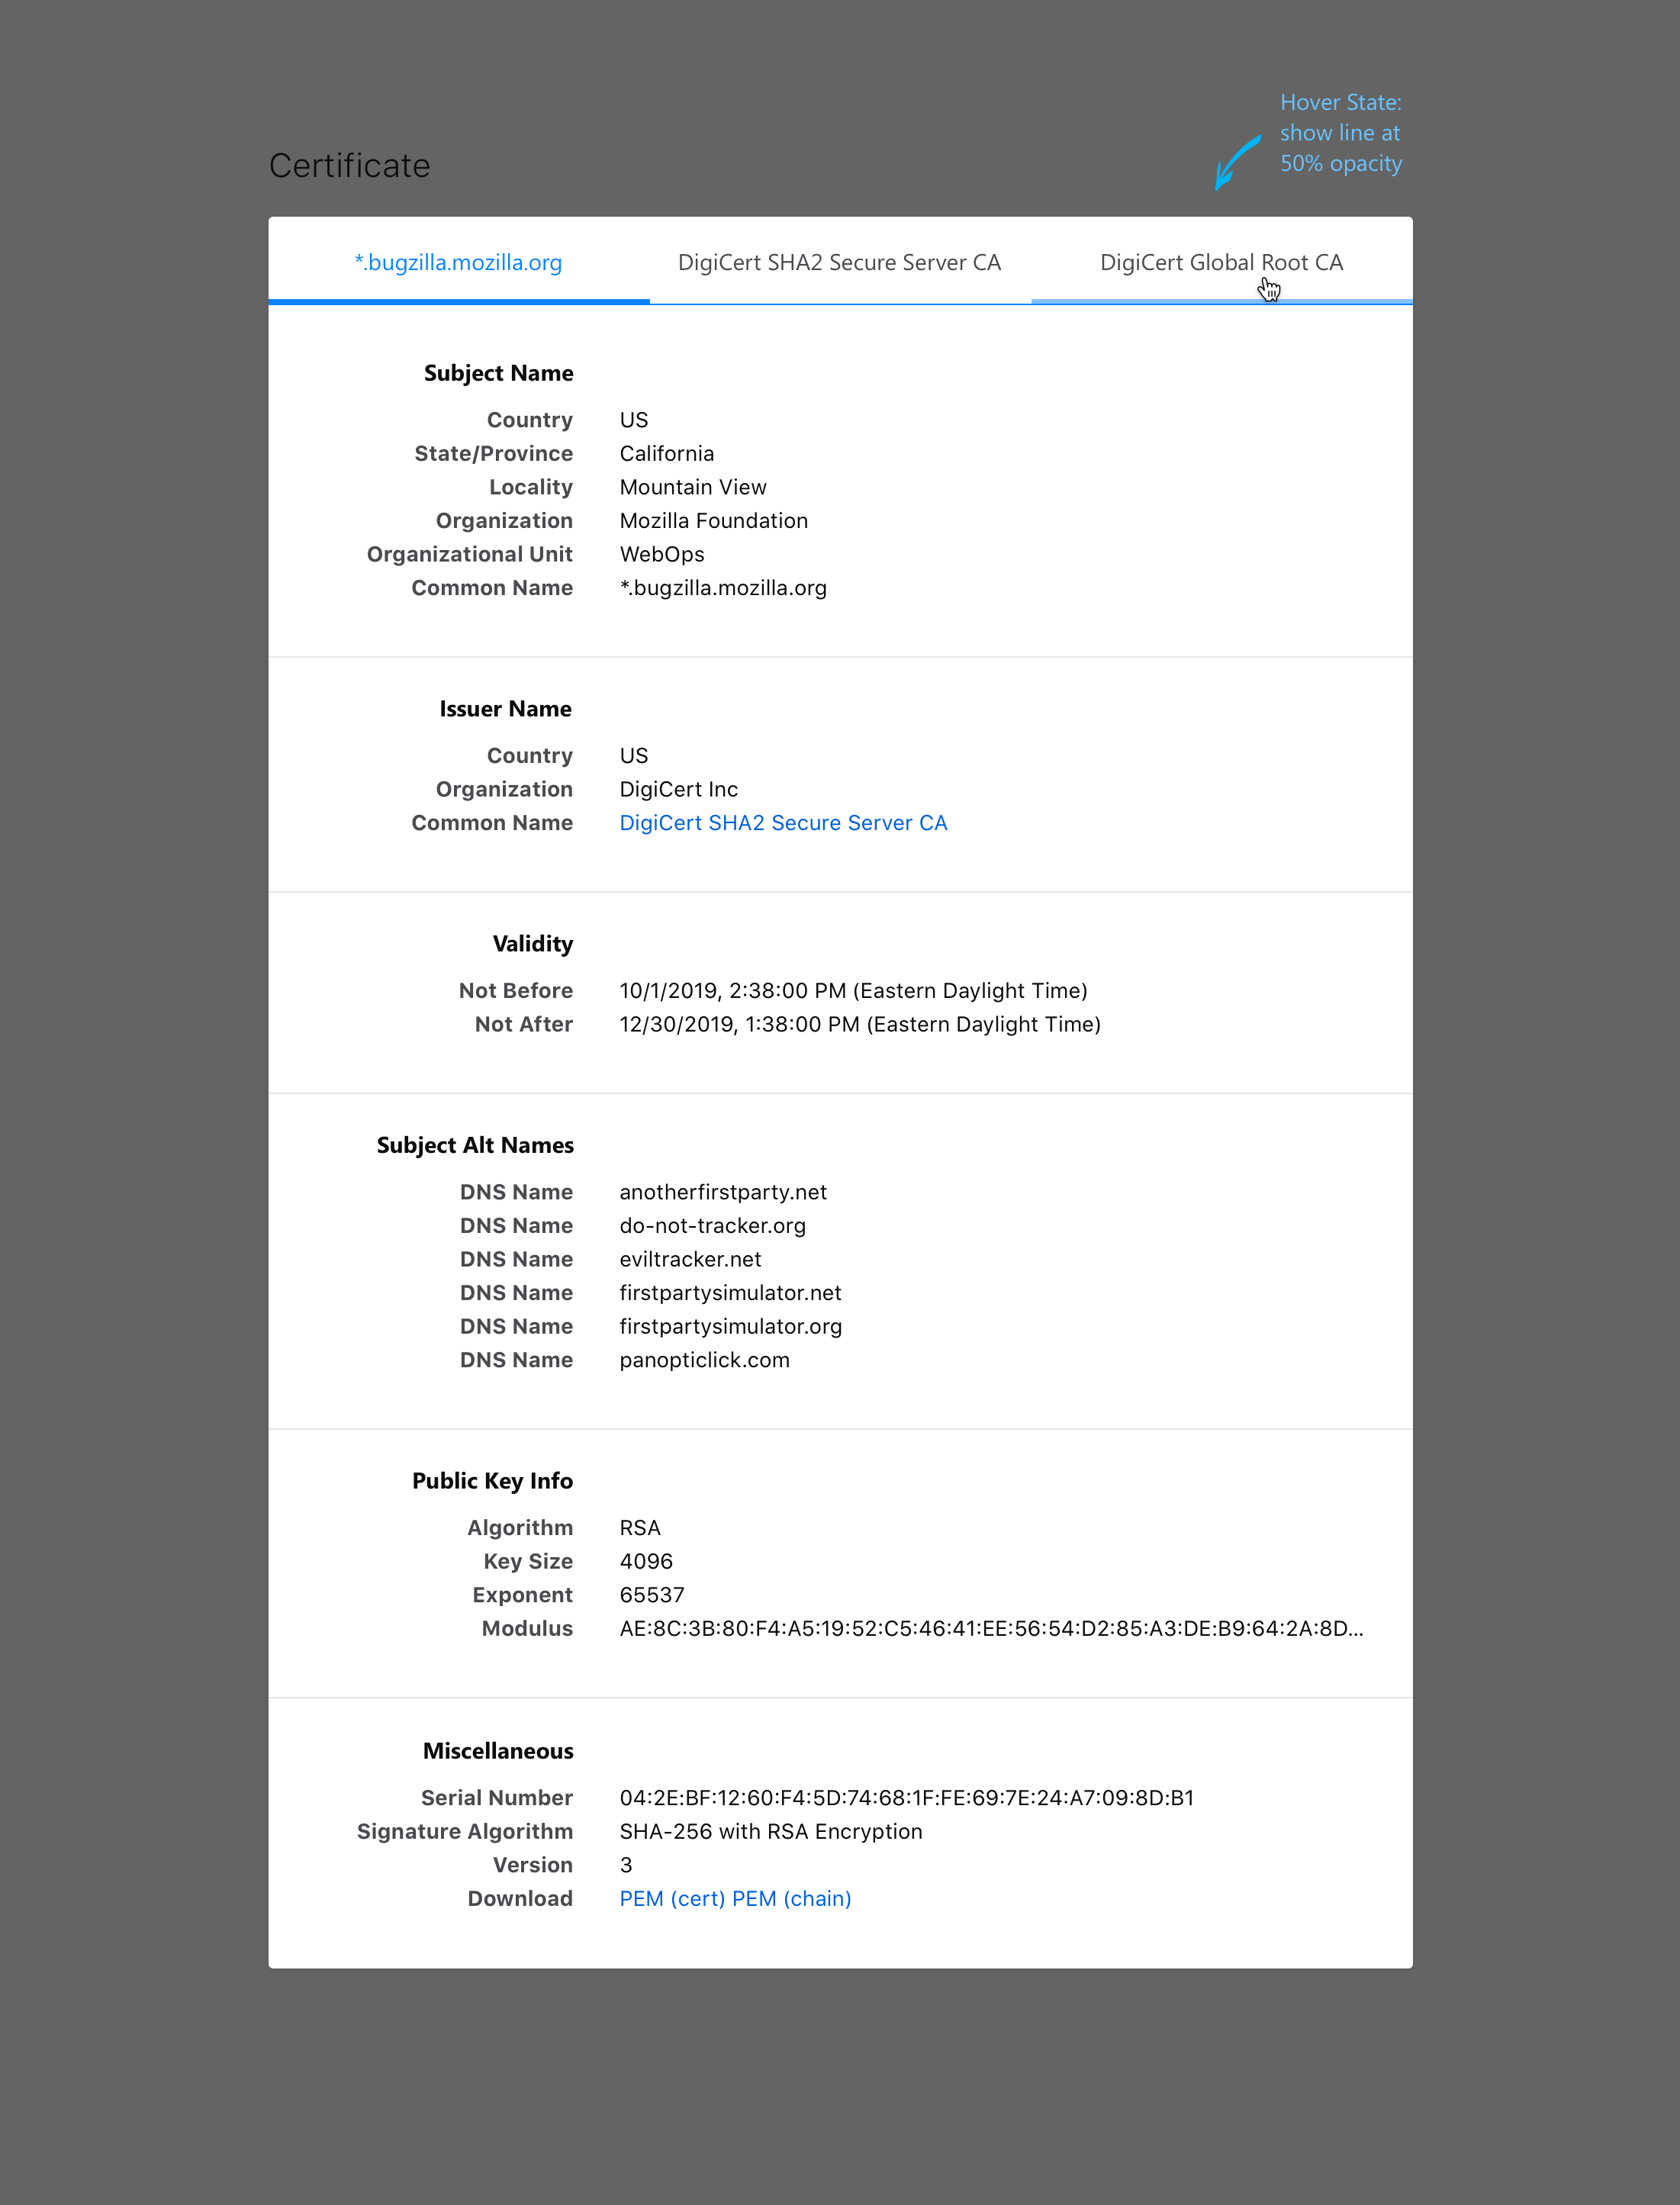 Hover State:
show line at
50% opacity
Certificate
*.bugzilla.mozilla.org DigiCert SHA2 Secure Server CA DigiCert Global Root CA
Subject Name
Country US
State/Province California
Locality Mountain View
Organization Mozilla Foundation
Organizational Unit WebOps
Common Name *.bugzilla.mozilla.org
Issuer Name
Country US
Organization DigiCert Inc
Common Name DigiCert SHA2 Secure Server CA
Validity
Not Before 10/1/2019, 2:38:00 PM (Eastern Daylight Time)
Not After 12/30/2019, 1:38:00 PM (Eastern Daylight Time)
Subject Alt Names
DNS Name anotherfirstparty.net
DNS Name do-not-tracker.org
DNS Name eviltracker.net
DNS Name firstpartysimulator.net
DNS Name firstpartysimulator.org
DNS Name panopticlick.com
Public Key Info
Algorithm RSA
Key Size 4096
Exponent 65537
Modulus AE:8C:3B:80:F4:A5:19:52:C5:46:41:EE:56:54:D2:85:A3:DE:B9:64:2A:8D...
Miscellaneous
Serial Number 04:2E:BF:12:60:F4:5D:74:68:1F:FE:69:7E:24:A7:09:8D:B1
Signature Algorithm SHA-256 with RSA Encryption
Version 3
Download PEM (cert) PEM (chain)